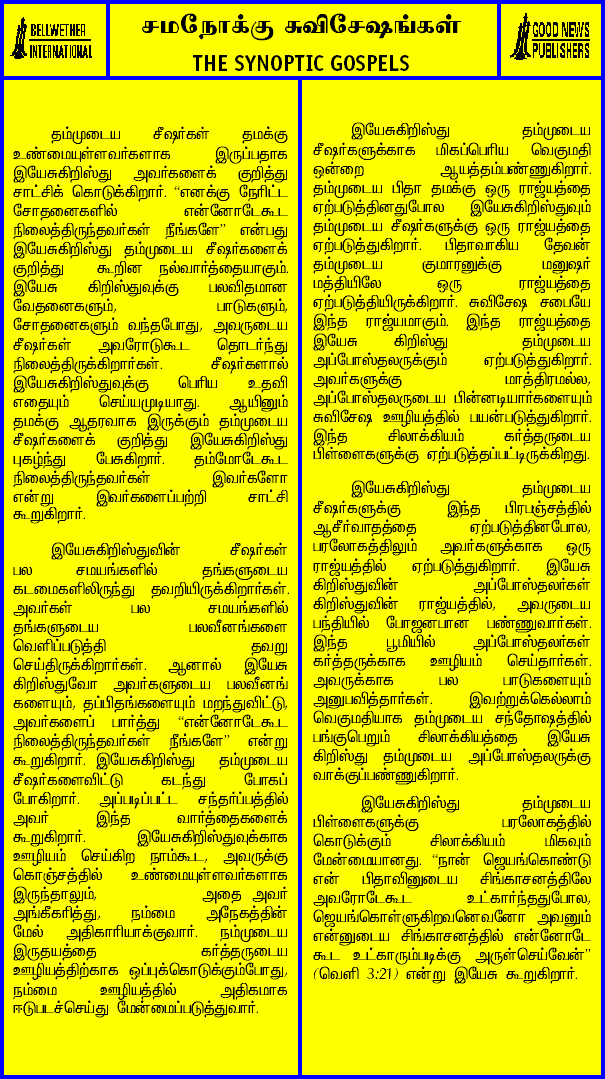 BELLWETHER
INTERNATIONAL
சமநோக்கு சுவிசேஷங்கள்
THE SYNOPTIC GOSPELS
GOOD NEWS
PUBLISHERS
தம்முடைய சீஷர்கள் தமக்கு
உண்மையுள்ளவர்களாக இருப்பதாக
இயேசுகிறிஸ்து அவர்களைக் குறித்து
சாட்சி கொடுக்கிறார். “எனக்கு நேரிட்ட
சோதனைகளில் என்னோடேகூட
நிலைத்திருந்தவர்கள் நீங்களே” என்பது
இயேசுகிறிஸ்து தம்முடைய சீஷர்களைக்
குறித்து கூறின நல்வார்த்தையாகும்.
இயேசு கிறிஸ்துவுக்கு பலவிதமான
வேதனைகளும், பாடுகளும்,
சோதனைகளும் வந்தபோது, அவருடைய
சீஷர்கள் அவரோடுகூட தொடர்ந்து
நிலைத்திருக்கிறார்கள். சீஷர்களால்
இயேசுகிறிஸ்துவுக்கு பெரிய உதவி
எதையும் செய்யமுடியாது. ஆயினும்
தமக்கு ஆதரவாக இருக்கும் தம்முடைய
சீஷர்களைக் குறித்து இயேசுகிறிஸ்து
புகழ்ந்து பேசுகிறார். தம்மோடேகூட
நிலைத்திருந்தவர்கள் இவர்களோ
என்று இவர்களைப்பற்றி சாட்சி
கூறுகிறார்.
இயேசுகிறிஸ்துவின் சீஷர்கள்
பல சமயங்களில் தங்களுடைய
கடமைகளிலிருந்து தவறியிருக்கிறார்கள்.
அவர்கள் பல சமயங்களில்
தங்களுடைய பலவீனங்களை
வெளிப்படுத்தி தவறு
செய்திருக்கிறார்கள். ஆனால் இயேசு
கிறிஸ்துவோ அவர்களுடைய பலவீனங்
களையும், தப்பிதங்களையும் மறந்துவிட்டு,
அவர்களைப் பார்த்து “என்னோடேகூட
நிலைத்திருந்தவர்கள் நீங்களே” என்று
கூறுகிறார். இயேசுகிறிஸ்து தம்முடைய
சீஷர்களைவிட்டு கடந்து போகப்
போகிறார். அப்படிப்பட்ட சந்தர்ப்பத்தில்
அவர் இந்த வார்த்தைகளைக்
கூறுகிறார். இயேசுகிறிஸ்துவுக்காக
ஊழியம் செய்கிற நாம்கூட, அவருக்கு
கொஞ்சத்தில் உண்மையுள்ளவர்களாக
இருந்தாலும், அதை அவர்
அங்கீகரித்து, நம்மை அநேகத்தின்
மேல் அதிகாரியாக்குவார். நம்முடைய
இருதயத்தை கர்த்தருடைய
ஊழியத்திற்காக ஒப்புக்கொடுக்கும்போது,
நம்மை ஊழியத்தில் அதிகமாக
ஈடுபடச்செய்து மேன்மைப்படுத்துவார்.
இயேசுகிறிஸ்து தம்முடைய
சீஷர்களுக்காக மிகப்பெரிய வெகுமதி
ஒன்றை ஆயத்தம்பண்ணுகிறார்.
தம்முடைய பிதா தமக்கு ஒரு ராஜ்யத்தை
ஏற்படுத்தினதுபோல இயேசுகிறிஸ்துவும்
தம்முடைய சீஷர்களுக்கு ஒரு ராஜ்யத்தை
ஏற்படுத்துகிறார். பிதாவாகிய தேவன்
தம்முடைய குமாரனுக்கு மனுஷர்
மத்தியிலே ஒரு ராஜ்யத்தை
ஏற்படுத்தியிருக்கிறார். சுவிசேஷ சபையே
இந்த ராஜ்யமாகும். இந்த ராஜ்யத்தை
இயேசு கிறிஸ்து தம்முடைய
அப்போஸ்தலருக்கும் ஏற்படுத்துகிறார்.
அவர்களுக்கு மாத்திரமல்ல,
அப்போஸ்தலருடைய பின்னடியார்களையும்
சுவிசேஷ ஊழியத்தில் பயன்படுத்துகிறார்.
இந்த சிலாக்கியம் கர்த்தருடைய
பிள்ளைகளுக்கு ஏற்படுத்தப்பட்டிருக்கிறது.
இயேசுகிறிஸ்து தம்முடைய
சீஷர்களுக்கு இந்த பிரபஞ்சத்தில்
ஆசீர்வாதத்தை ஏற்படுத்தினபோல,
பரலோகத்திலும் அவர்களுக்காக ஒரு
ராஜ்யத்தில் ஏற்படுத்துகிறார். இயேசு
கிறிஸ்துவின் அப்போஸ்தலர்கள்
கிறிஸ்துவின் ராஜ்யத்தில், அவருடைய
பந்தியில் போஜனபான பண்ணுவார்கள்.
இந்த பூமியில் அப்போஸ்தலர்கள்
கர்த்தருக்காக ஊழியம் செய்தார்கள்.
அவருக்காக பல பாடுகளையும்
அனுபவித்தார்கள். இவற்றுக்கெல்லாம்
வெகுமதியாக தம்முடைய சந்தோஷத்தில்
பங்குபெறும் சிலாக்கியத்தை இயேசு
கிறிஸ்து தம்முடைய அப்போஸ்தலருக்கு
வாக்குப்பண்ணுகிறார்.
இயேசுகிறிஸ்து தம்முடைய
பிள்ளைகளுக்கு பரலோகத்தில்
கொடுக்கும் சிலாக்கியம் மிகவும்
மேன்மையானது. “நான் ஜெயங்கொண்டு
என் பிதாவினுடைய சிங்காசனத்திலே
அவரோடேகூட உட்கார்ந்ததுபோல,
ஜெயங்கொள்ளுகிறவனெவனோ அவனும்
என்னுடைய சிங்காசனத்தில் என்னோடே
கூட உட்காரும்படிக்கு அருள்செய்வேன்”
(வெளி 3:21) என்று இயேசு கூறுகிறார்.